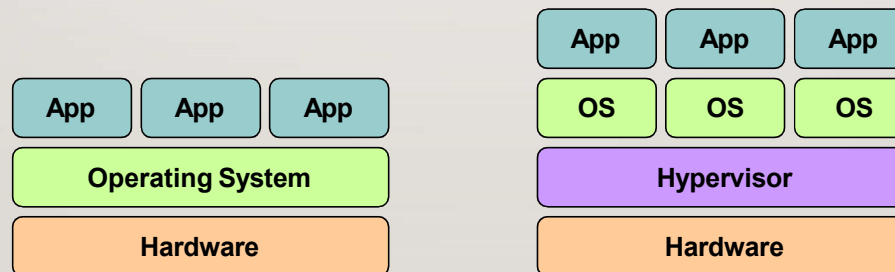 App App App
Operating System
Hardware
App App App
OS OS OS
Hypervisor
Hardware